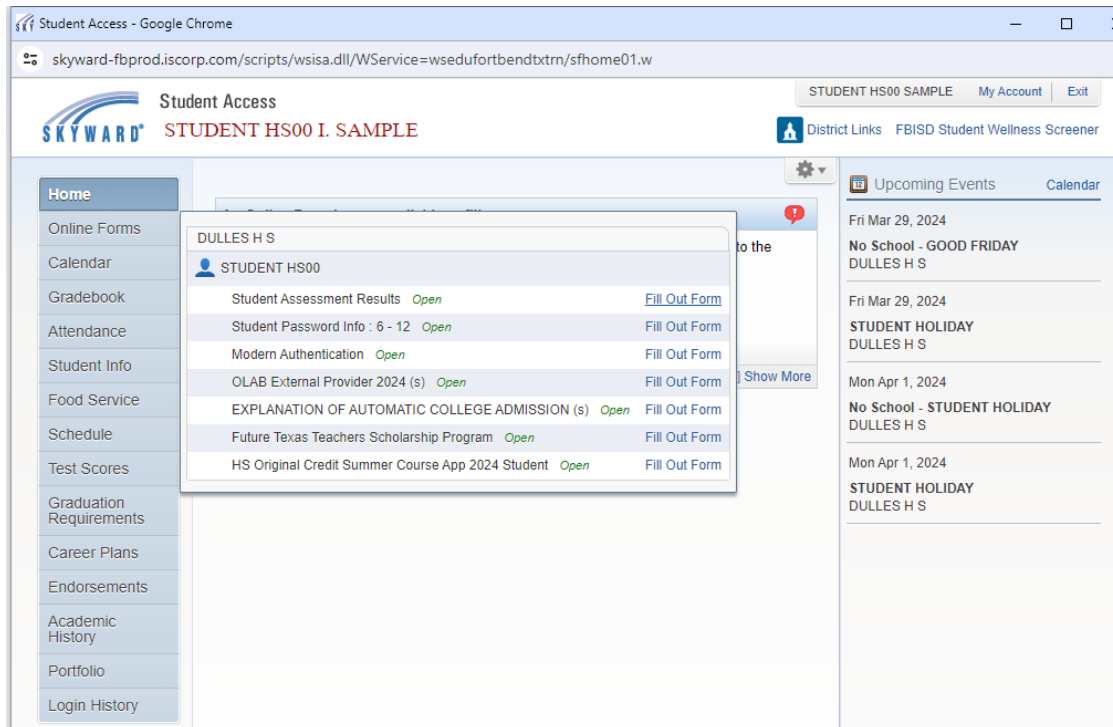 Student Access - Google Chrome
skyward-fbprod.iscorp.com/scripts/wsisa.dll/WService=wsedufortbendtxtrn/sfhome01.w
STUDENT HS00 SAMPLE My Account Exit
SKYWARD® Student Access
STUDENT HS00 I. SAMPLE
District Links FBISD Student Wellness Screener
Home
Online Forms
Calendar
Gradebook
Attendance
Student Info
Food Service
Schedule
Test Scores
Graduation
Requirements
Career Plans
Endorsements
Academic
History
Portfolio
Login History
DULLES H S
STUDENT HS00
Student Assessment Results Open Fill Out Form
Student Password Info : 6 - 12 Open Fill Out Form
Modern Authentication Open Fill Out Form
OLAB External Provider 2024 (s) Open Fill Out Form
EXPLANATION OF AUTOMATIC COLLEGE ADMISSION (s) Open Fill Out Form
Future Texas Teachers Scholarship Program Open Fill Out Form
HS Original Credit Summer Course App 2024 Student Open Fill Out Form
to the
] Show More
12 Upcoming Events Calendar
Fri Mar 29, 2024
No School - GOOD FRIDAY
DULLES H S
Fri Mar 29, 2024
STUDENT HOLIDAY
DULLES H S
Mon Apr 1, 2024
No School - STUDENT HOLIDAY
DULLES H S
Mon Apr 1, 2024
STUDENT HOLIDAY
DULLES H S